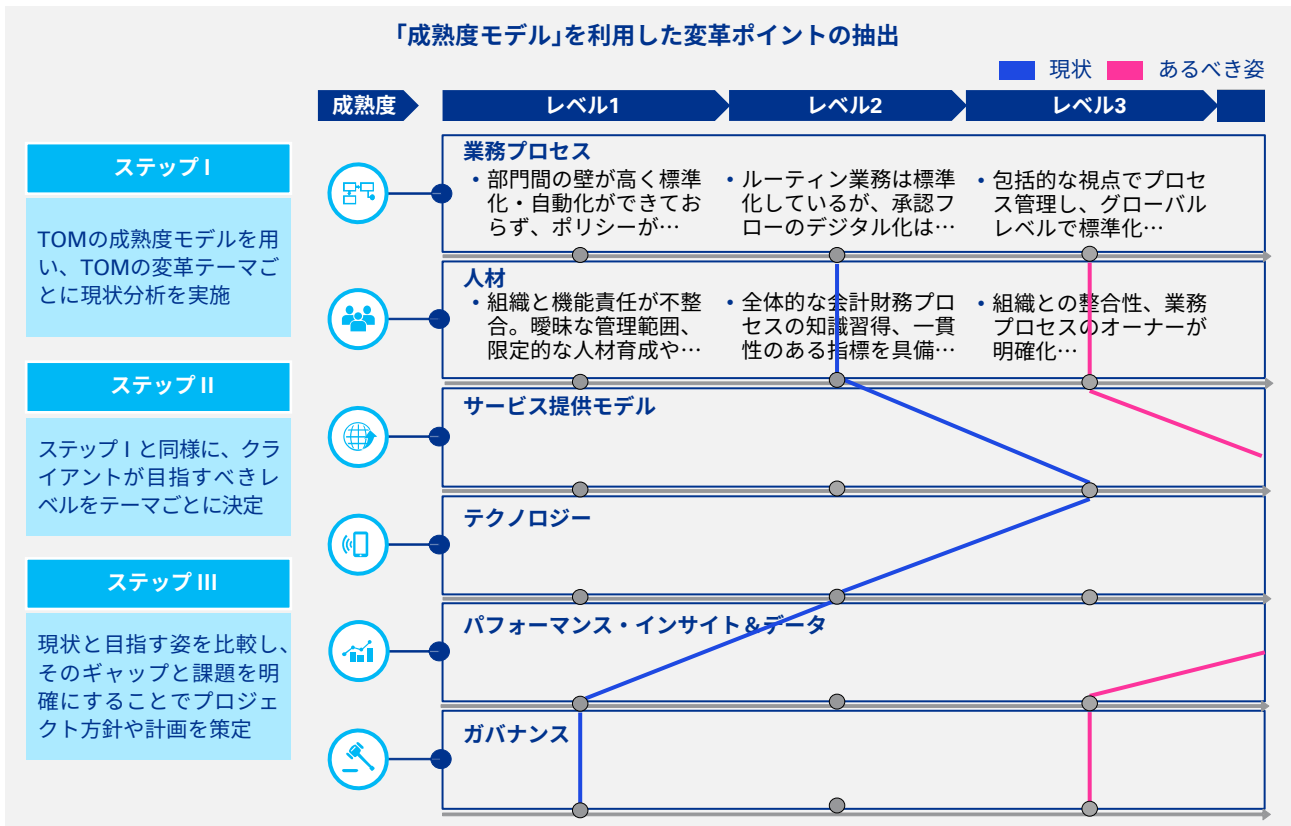 「成熟度モデル」を利用した変革ポイントの抽出
現状
あるべき姿
成熟度
レベル1
レベル2
レベル3
ステップ I
TOMの成熟度モデルを用
い、TOMの変革テーマご
とに現状分析を実施
ステップ II
ステップ I と同様に、クラ
イアントが目指すべきレ
ベルをテーマごとに決定
ステップ III
現状と目指す姿を比較し、
そのギャップと課題を明
確にすることでプロジェ
クト方針や計画を策定
業務プロセス
・部門間の壁が高く標準
化・自動化ができてお
らず、ポリシーが…
・ルーティン業務は標準
化しているが、承認フ
ローのデジタル化は…
・包括的な視点でプロセ
ス管理し、グローバル
レベルで標準化…
人材
・組織と機能責任が不整
合。曖昧な管理範囲、
限定的な人材育成や…
・全体的な会計財務プロ
セスの知識習得、一貫
性のある指標を具備…
・組織との整合性、業務
プロセスのオーナーが
明確化…
サービス提供モデル
テクノロジー
パフォーマンス・インサイト＆データ
ガバナンス